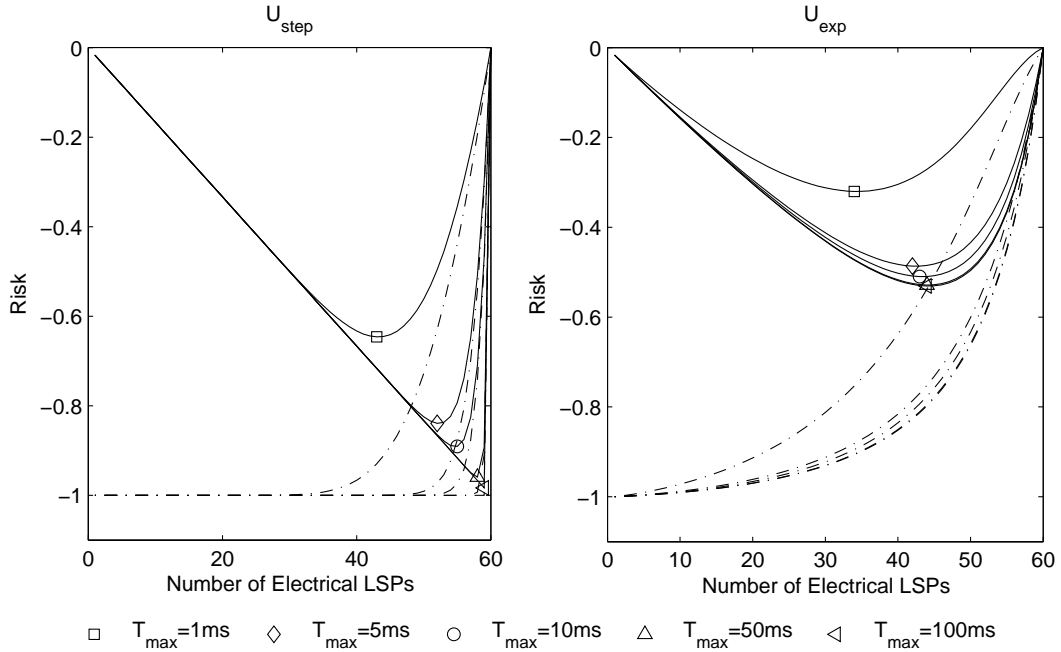 U_step
U_exp
0
−0.2
−0.4
−0.6
−0.8
−1
Risk
0 20 40 60
Number of Electrical LSPs
0
−0.2
−0.4
−0.6
−0.8
−1
Risk
0 10 20 30 40 50 60
Number of Electrical LSPs
T_max=1ms T_max=5ms T_max=10ms T_max=50ms T_max=100ms